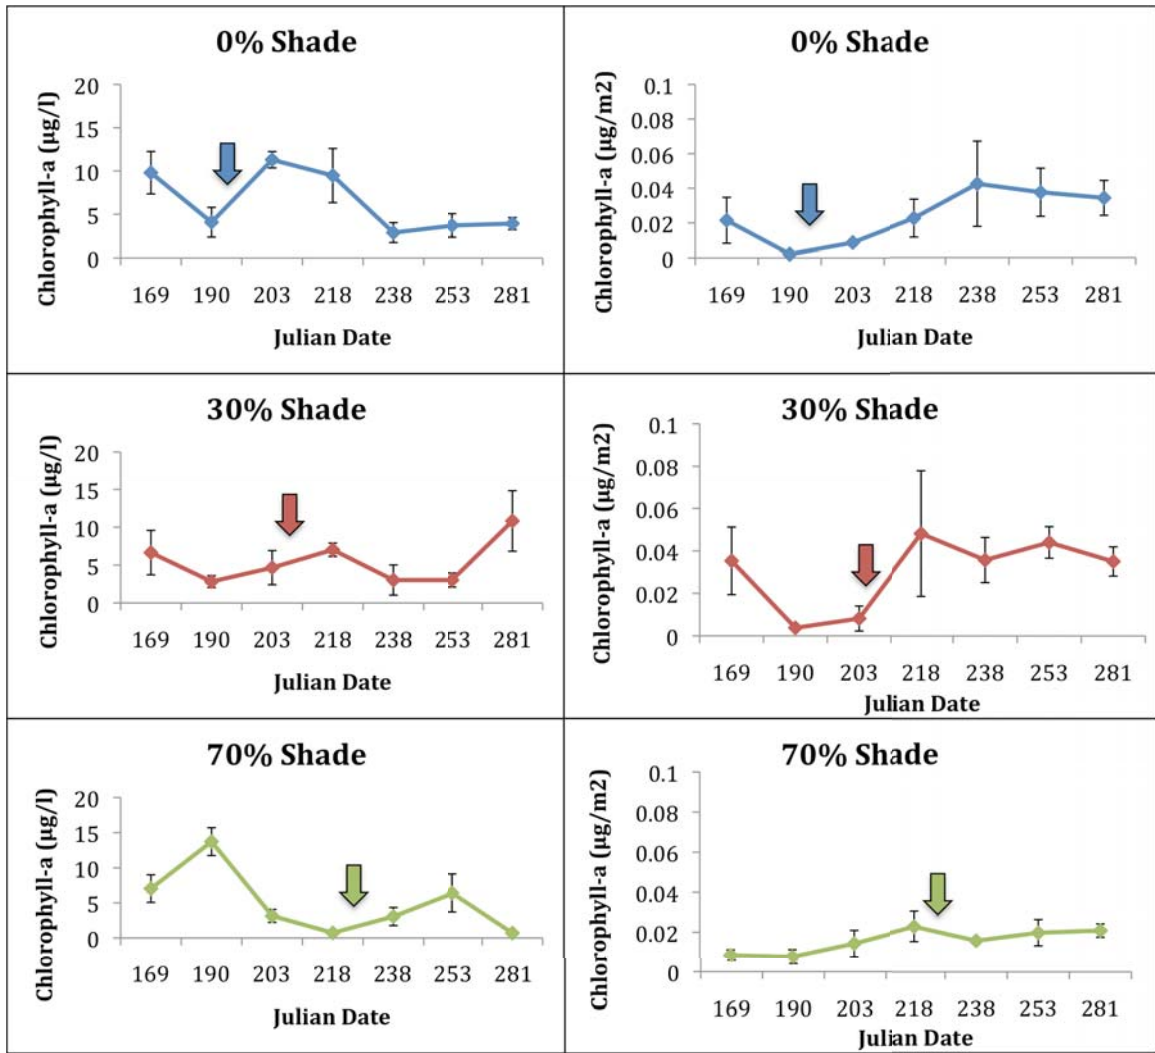 0% Shade
Chlorophyll-a (µg/l)
20
15
10
5
0
169 190 203 218 238 253 281
Julian Date
0% Shade
Chlorophyll-a (µg/m2)
0.1
0.08
0.06
0.04
0.02
0
169 190 203 218 238 253 281
Julian Date
30% Shade
Chlorophyll-a (µg/l)
20
15
10
5
0
169 190 203 218 238 253 281
Julian Date
30% Shade
Chlorophyll-a (µg/m2)
0.1
0.08
0.06
0.04
0.02
0
169 190 203 218 238 253 281
Julian Date
70% Shade
Chlorophyll-a (µg/l)
20
15
10
5
0
169 190 203 218 238 253 281
Julian Date
70% Shade
Chlorophyll-a (µg/m2)
0.1
0.08
0.06
0.04
0.02
0
169 190 203 218 238 253 281
Julian Date